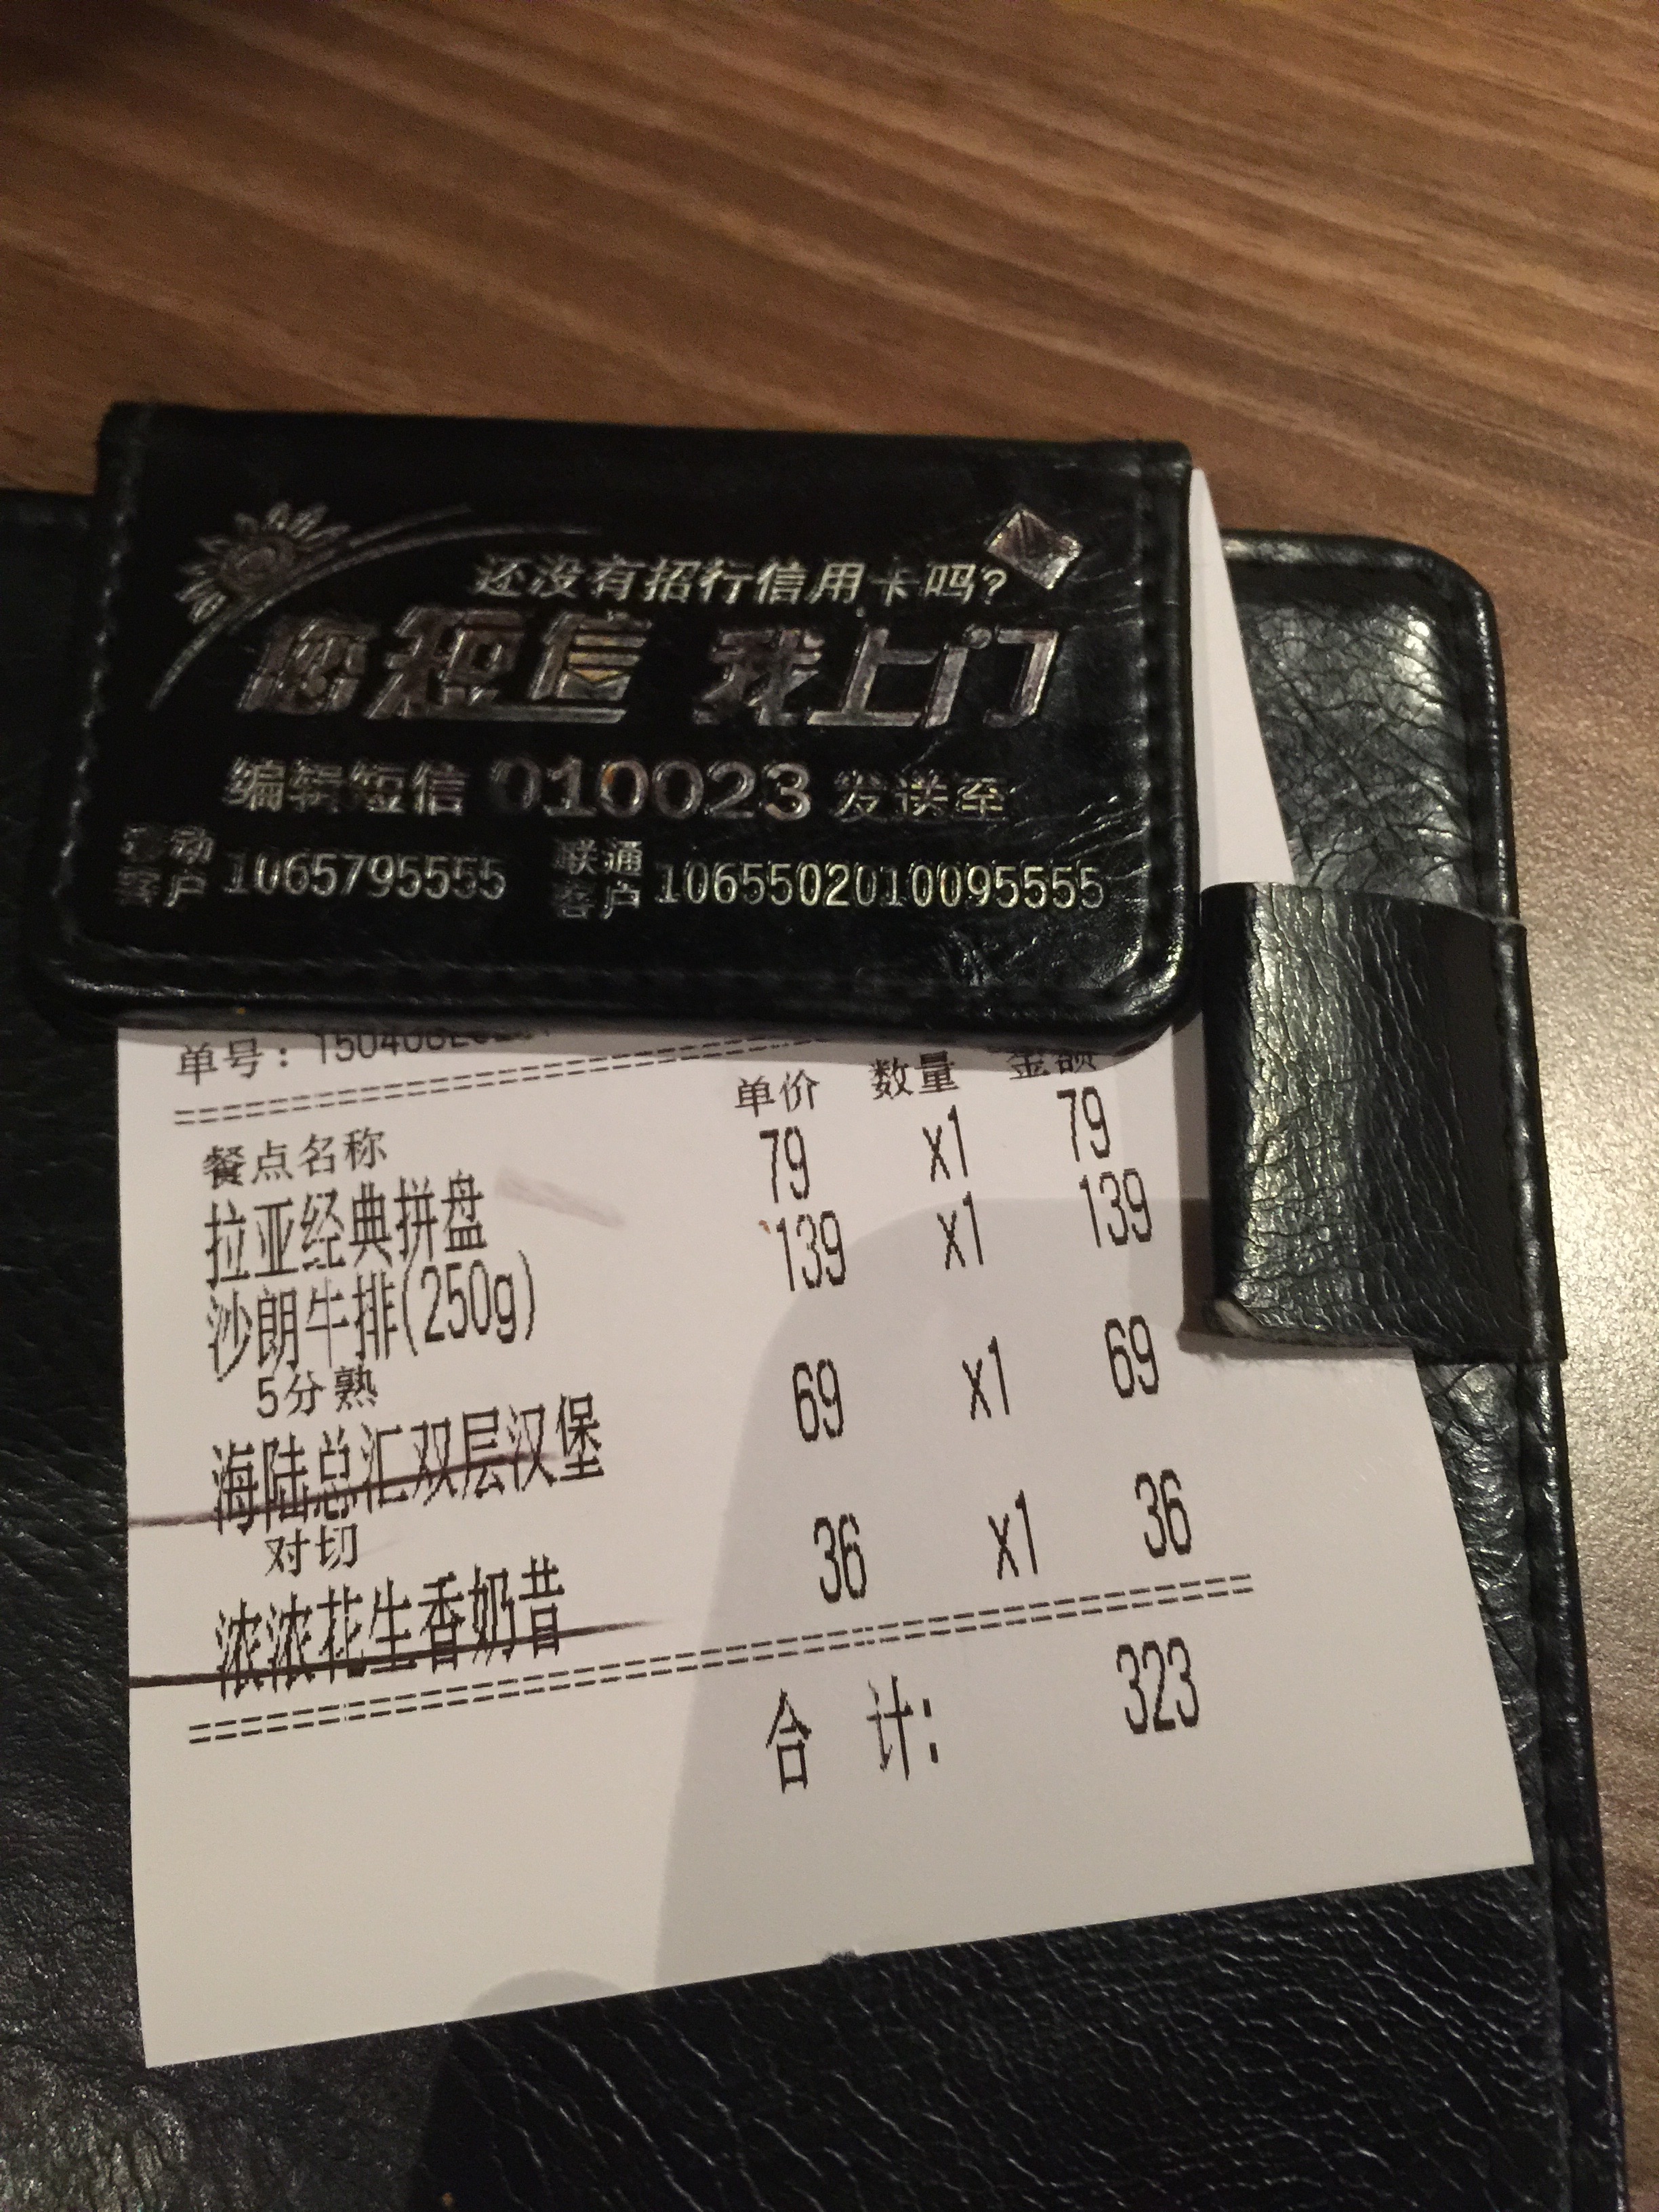 还没有招行信用卡吗?
您短信 我上门
编辑短信 010023 发送至
移动客户 1065795555 联通客户 1065502010095555
单号：
餐点名称 单价 数量 金额
拉亚经典拼盘 79 x1 79
沙朗牛排(250g) 139 x1 139
5分熟
海陆总汇双层汉堡 69 x1 69
对切
浓浓花生香奶昔 36 x1 36
合 计: 323